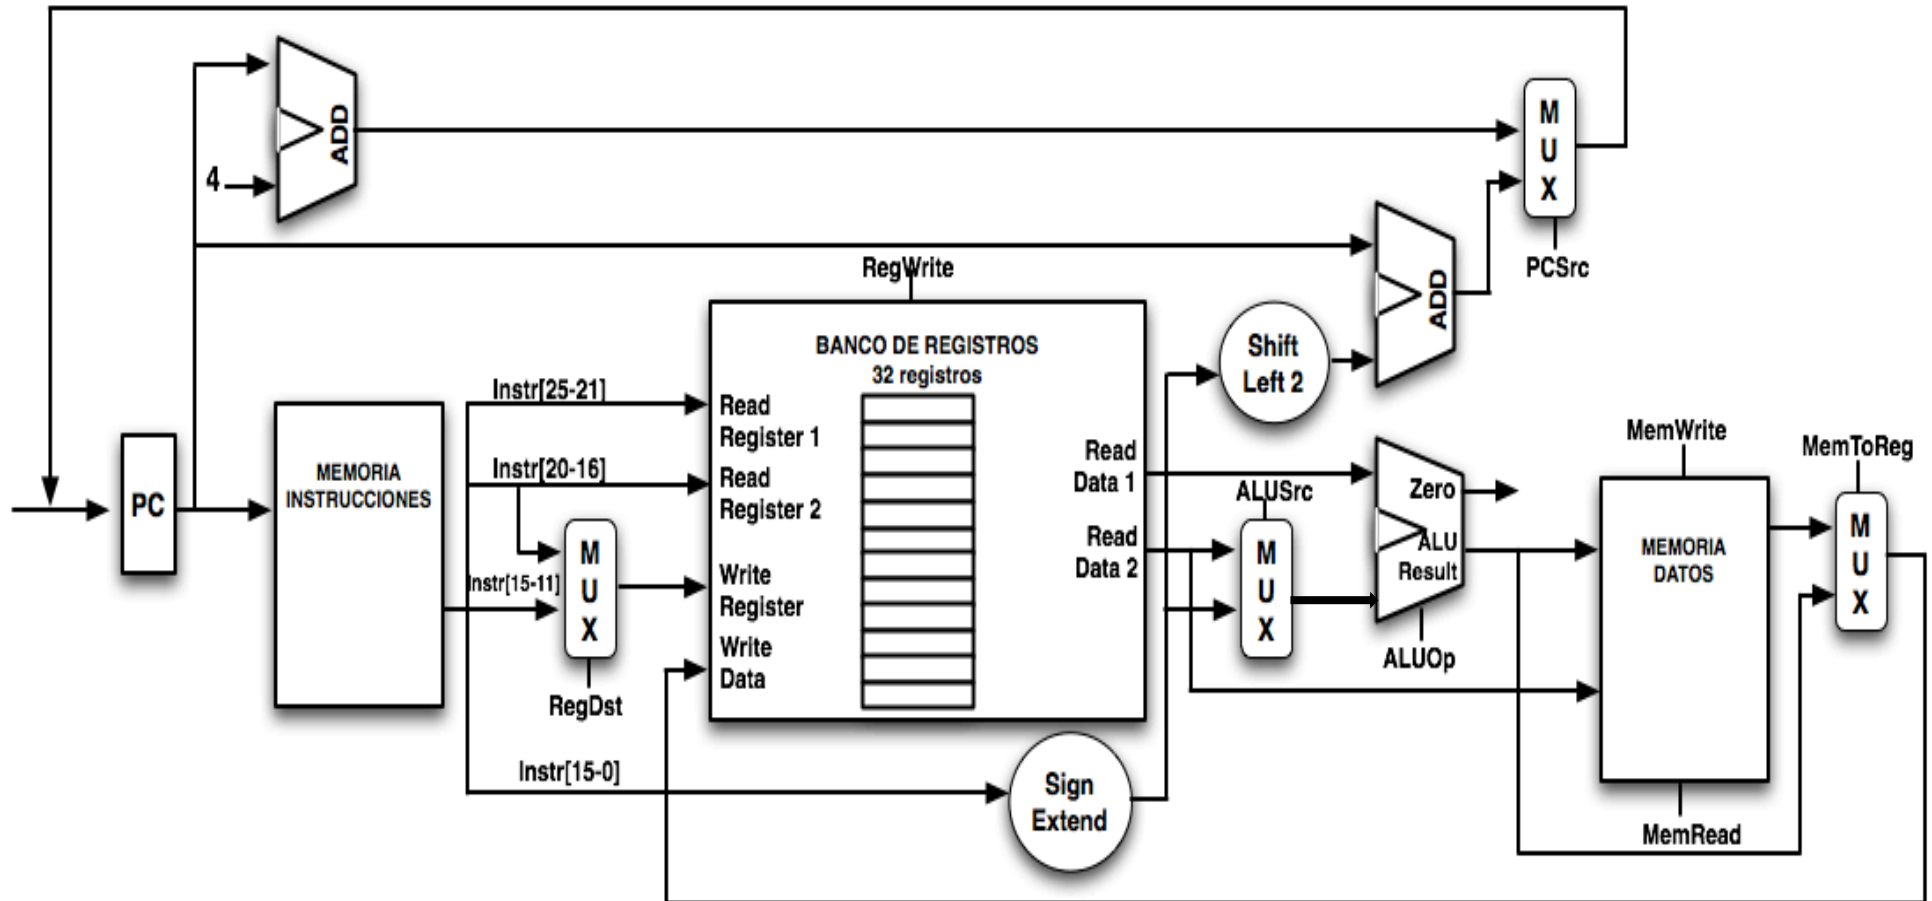 ADD
4
M
U
X
PCSrc
RegWrite
ADD
Shift
Left 2
BANCO DE REGISTROS
32 registros
Instr[25-21]
Read
Register 1
Instr[20-16]
Read
Register 2
PC
MEMORIA
INSTRUCCIONES
M
U
X
Instr[15-11]
RegDst
Write
Register
Write
Data
Read
Data 1
Read
Data 2
ALUSrc
M
U
X
Zero
ALU
Result
ALUOp
MemWrite
MEMORIA
DATOS
MemRead
MemToReg
M
U
X
Instr[15-0]
Sign
Extend